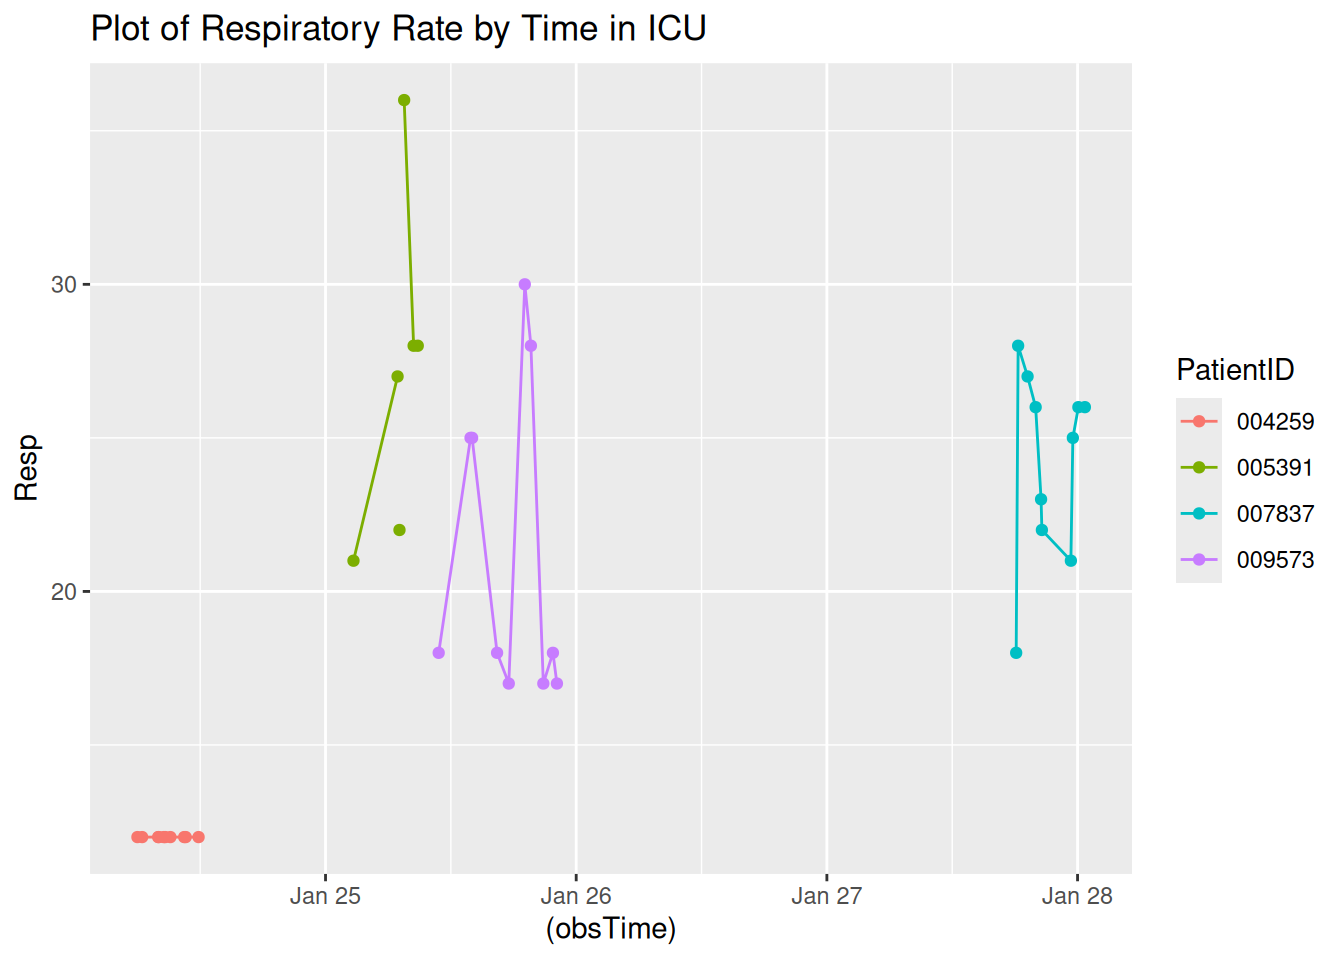 Plot of Respiratory Rate by Time in ICU
30
20
Resp
Jan 25 Jan 26 Jan 27 Jan 28
(obsTime)
PatientID
004259
005391
007837
009573